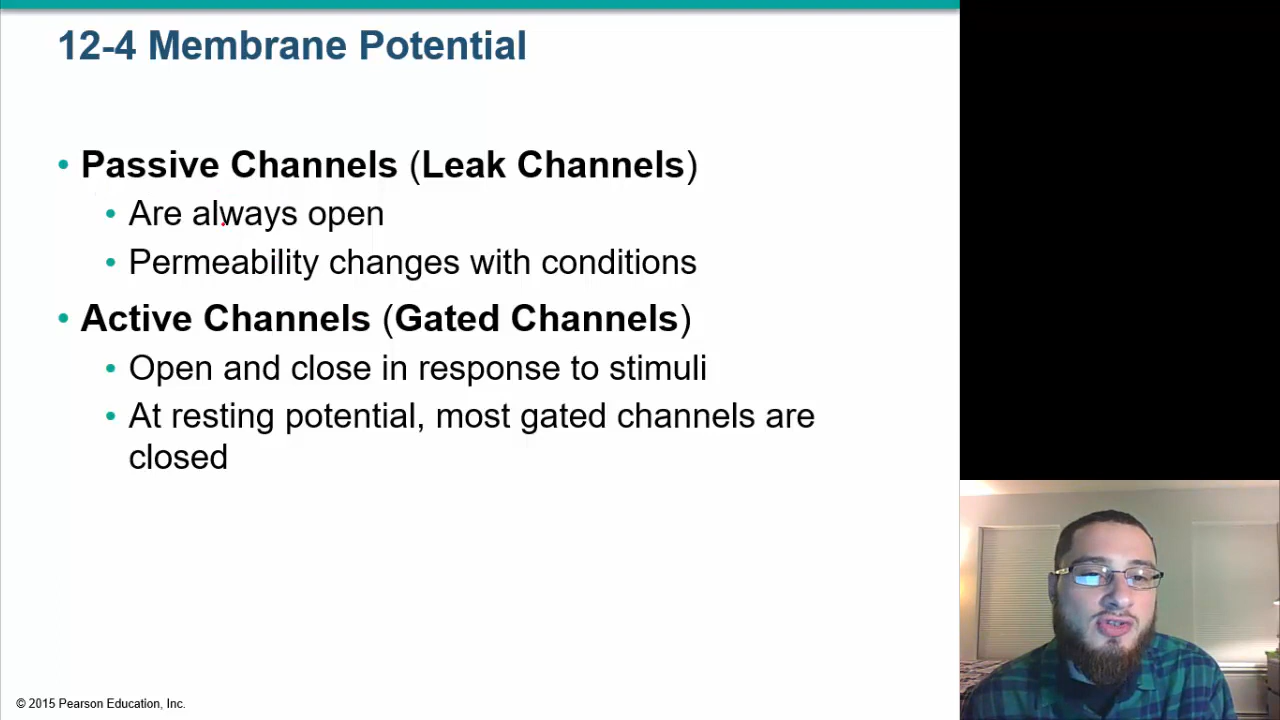 12-4 Membrane Potential
• Passive Channels (Leak Channels)
• Are always open
• Permeability changes with conditions
• Active Channels (Gated Channels)
• Open and close in response to stimuli
• At resting potential, most gated channels are
closed
© 2015 Pearson Education, Inc.